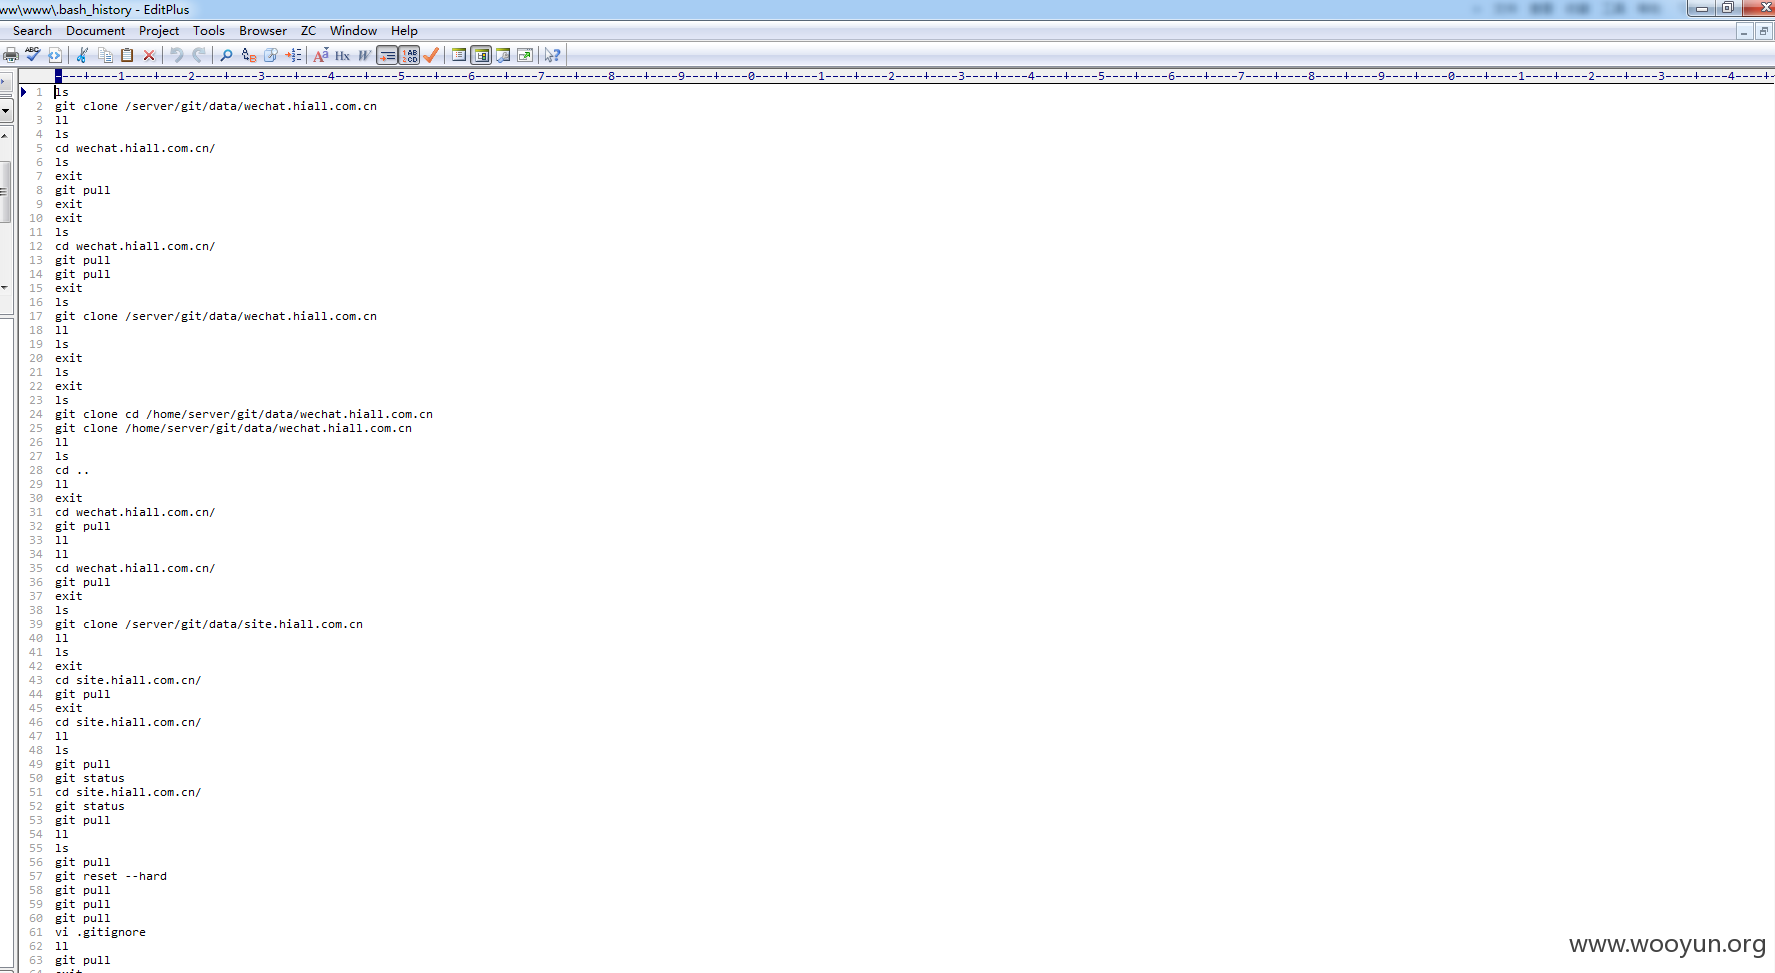 ww\www\.bash_history - EditPlus
Search Document Project Tools Browser ZC Window Help
----+----1----+----2----+----3----+----4----+----5----+----6----+----7----+----8----+----9----+----0----+----1----+----2----+----3----+----4----+----5----+----6----+----7----+----8----+----9----+----0----+----1----+----2----+----3----+----4----+
1 ls
2 git clone /server/git/data/wechat.hiall.com.cn
3 ll
4 ls
5 cd wechat.hiall.com.cn/
6 ls
7 exit
8 git pull
9 exit
10 exit
11 ls
12 cd wechat.hiall.com.cn/
13 git pull
14 git pull
15 exit
16 ls
17 git clone /server/git/data/wechat.hiall.com.cn
18 ll
19 ls
20 exit
21 ls
22 exit
23 ls
24 git clone cd /home/server/git/data/wechat.hiall.com.cn
25 git clone /home/server/git/data/wechat.hiall.com.cn
26 ll
27 ls
28 cd ..
29 ll
30 exit
31 cd wechat.hiall.com.cn/
32 git pull
33 ll
34 ll
35 cd wechat.hiall.com.cn/
36 git pull
37 exit
38 ls
39 git clone /server/git/data/site.hiall.com.cn
40 ll
41 ls
42 exit
43 cd site.hiall.com.cn/
44 git pull
45 exit
46 cd site.hiall.com.cn/
47 ll
48 ls
49 git pull
50 git status
51 cd site.hiall.com.cn/
52 git status
53 git pull
54 ll
55 ls
56 git pull
57 git reset --hard
58 git pull
59 git pull
60 git pull
61 vi .gitignore
62 ll
63 git pull
64 exit
www.wooyun.org